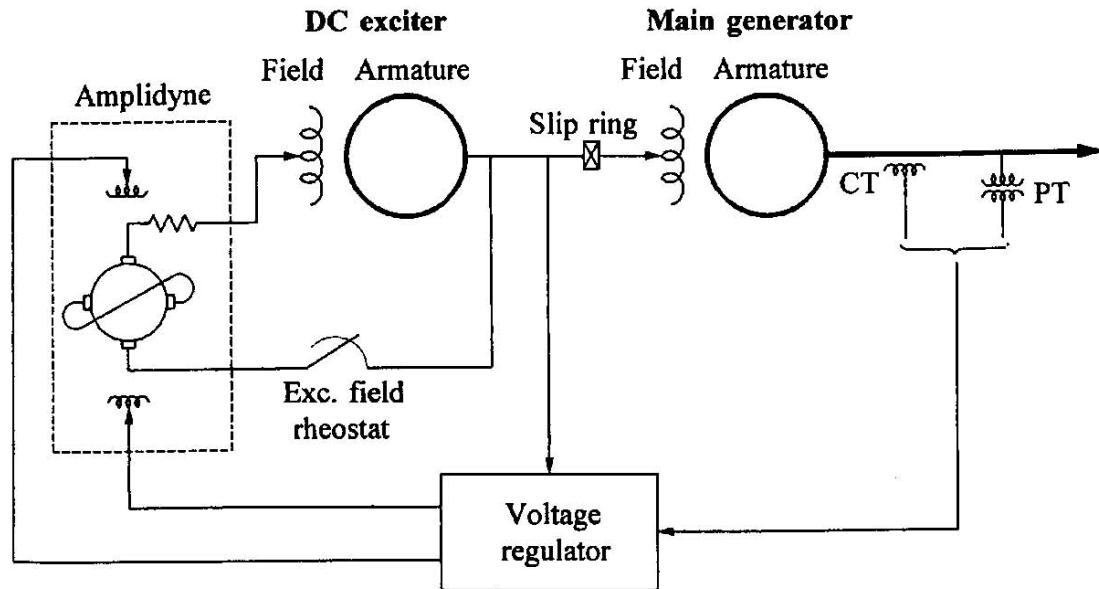 DC exciter
Main generator
Field
Armature
Field
Armature
Amplidyne
Slip ring
CT
PT
Exc. field
rheostat
Voltage
regulator